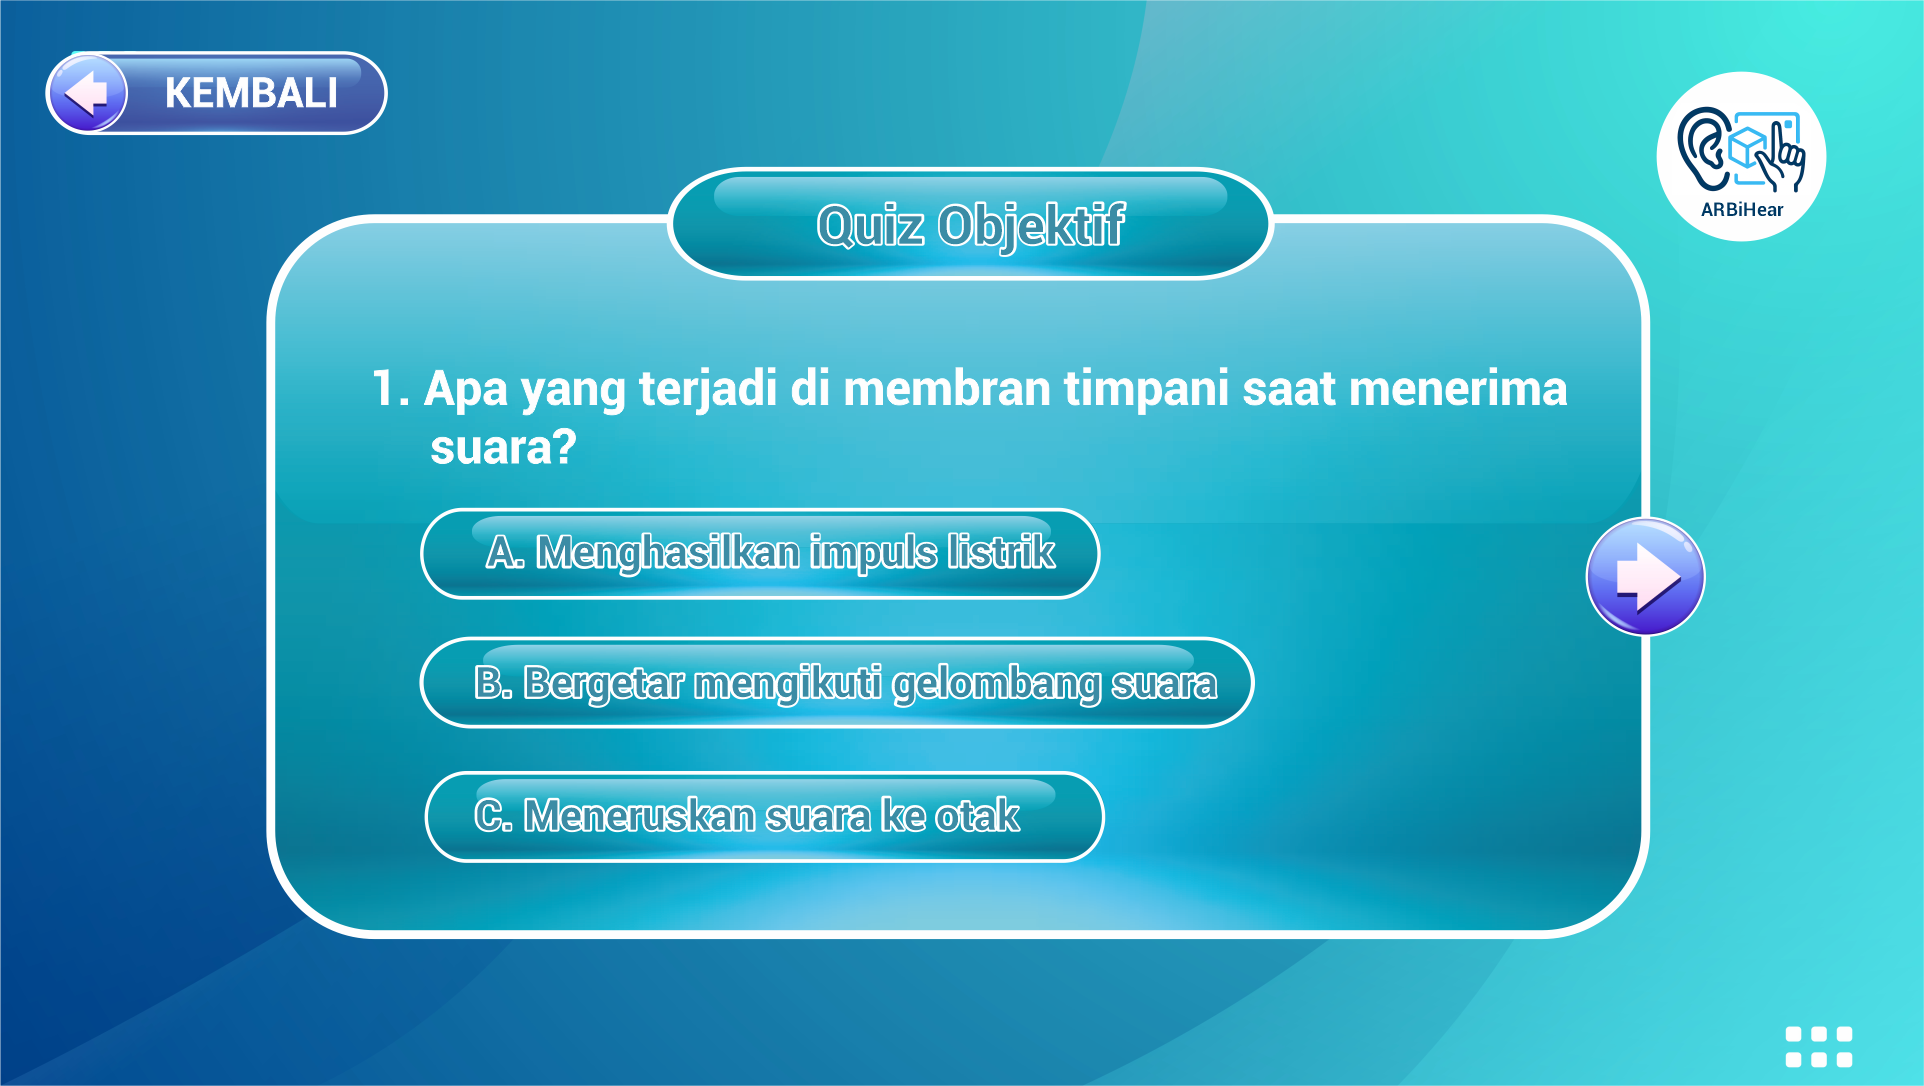 KEMBALI
ARBiHear
Quiz Objektif
1. Apa yang terjadi di membran timpani saat menerima
suara?
A. Menghasilkan impuls listrik
B. Bergetar mengikuti gelombang suara
C. Meneruskan suara ke otak